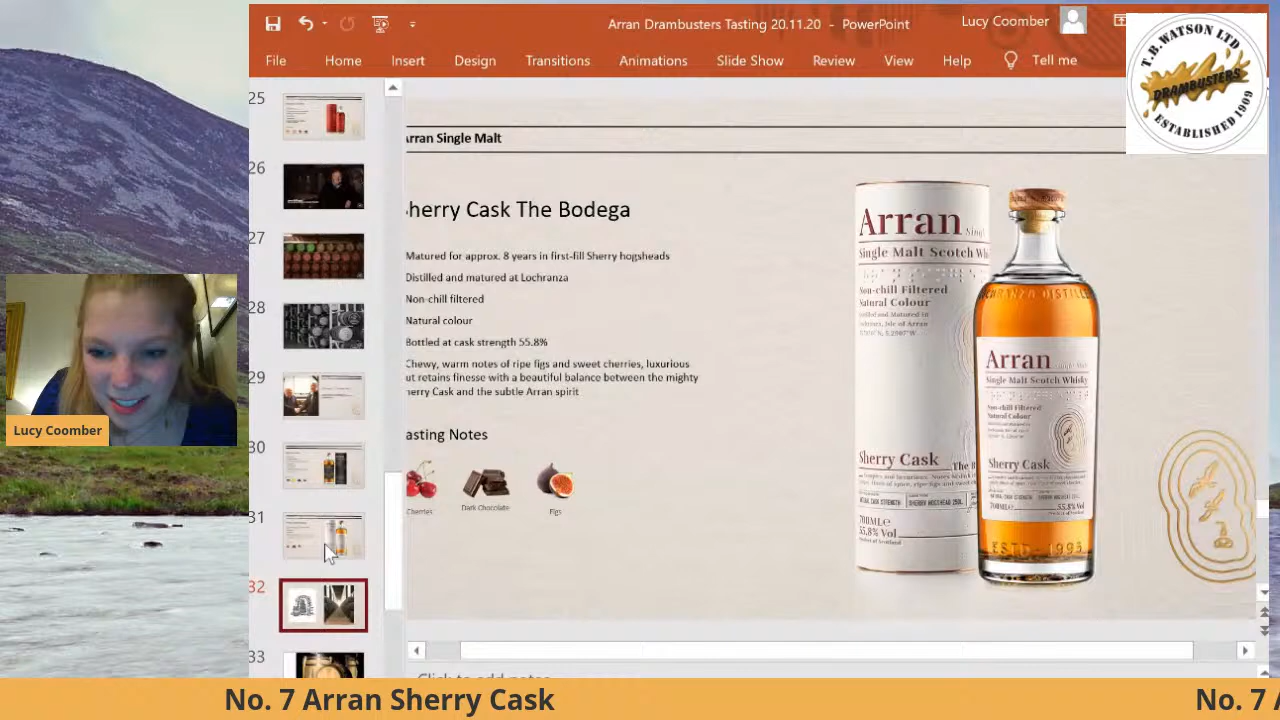 Arran Drambusters Tasting 20.11.20 - PowerPoint
Lucy Coomber
File Home Insert Design Transitions Animations Slide Show Review View Help Tell me
T.B. WATSON LTD
DRAMBUSTERS
ESTABLISHED 1909
25
26
27
28
29
30
31
32
33
Arran Single Malt
Sherry Cask The Bodega
Matured for approx. 8 years in first-fill Sherry hogsheads
Distilled and matured at Lochranza
Non-chill filtered
Natural colour
Bottled at cask strength 55.8%
Chewy, warm notes of ripe figs and sweet cherries, luxurious
ut retains finesse with a beautiful balance between the mighty
herry Cask and the subtle Arran spirit
asting Notes
Cherries
Dark Chocolate
Figs
Arran
Single Malt Scotch Wh
Non-chill Filtered
Natural Colour
Sherry Cask The B
700MLe
55.8% Vol
Arran
Single Malt Scotch Whisky
Non-chill Filtered
Natural Colour
Sherry Cask
700MLe
55.8% Vol
ESTD - 1995
Lucy Coomber
No. 7 Arran Sherry Cask
No. 7